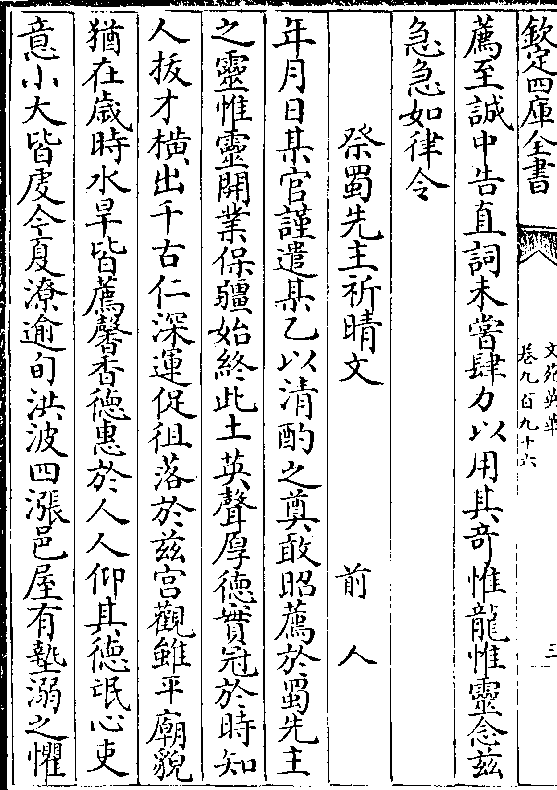 欽定四庫全書
文苑英華
卷九百九十六
三
薦至誠中告直詞未嘗肆力以用其竒惟龍惟靈念兹
急急如律令
祭蜀先主祈晴文 前人
年月日某官謹遣某乙以清酌之奠敢昭薦於蜀先主
之靈惟靈開業保疆始終此土英聲厚德實冠於時知
人拔才横出千古仁深運促徂落於兹宫觀雖平廟貌
猶在歲時水旱皆薦馨香德惠於人人仰其德氓心吏
意小大皆䖍今夏潦逾旬洪波四漲邑屋有墊溺之懼